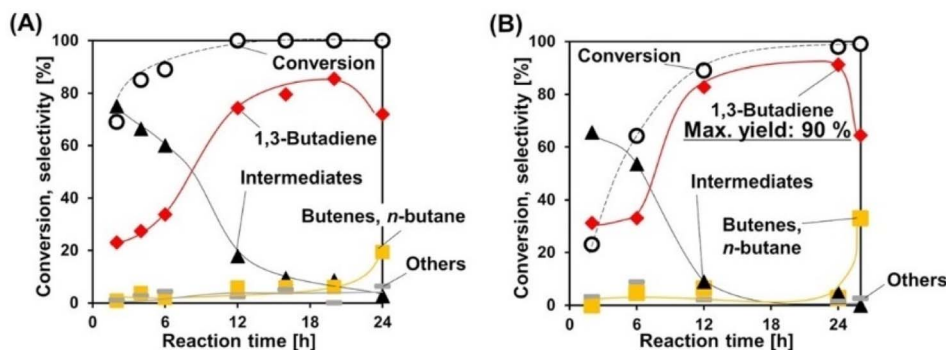 (A)
Conversion, selectivity [%]
100
80
60
40
20
0
Conversion
1,3-Butadiene
Intermediates
Butenes, n-butane
Others
0 6 12 18 24
Reaction time [h]
(B)
Conversion, selectivity [%]
100
80
60
40
20
0
Conversion
1,3-Butadiene
Max. yield: 90 %
Intermediates
Butenes,
n-butane
Others
0 6 12 24
Reaction time [h]